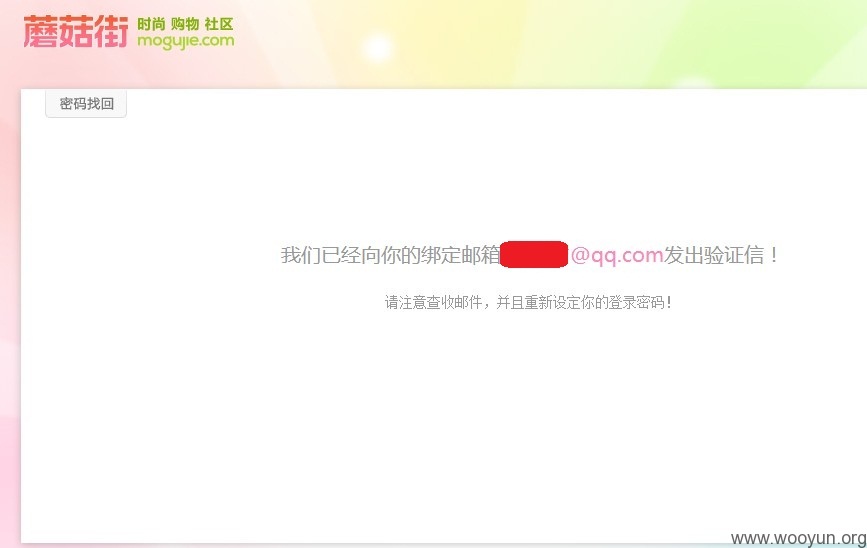 蘑菇街 时尚 购物 社区
mogujie.com
密码找回
我们已经向你的绑定邮箱@qq.com发出验证信！
请注意查收邮件，并且重新设定你的登录密码！
www.wooyun.org